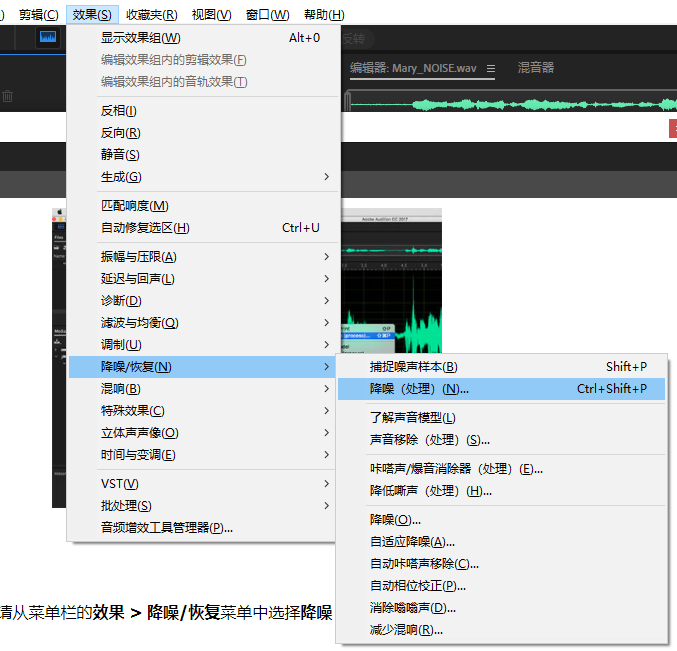 ) 剪辑(C) 效果(S) 收藏夹(R) 视图(V) 窗口(W) 帮助(H)
显示效果组(W) Alt+0
编辑效果组内的剪辑效果(F)
编辑效果组内的音轨效果(T)
反相(I)
反向(R)
静音(S)
生成(G)
匹配响度(M)
自动修复选区(H) Ctrl+U
振幅与压限(A)
延迟与回声(L)
诊断(D)
滤波与均衡(Q)
调制(U)
降噪/恢复(N)
混响(B)
特殊效果(C)
立体声声像(O)
时间与变调(E)
VST(V)
批处理(S)
音频增效工具管理器(P)...
反转
编辑器: Mary_NOISE.wav
混音器
Adobe Audition CC 2017
捕捉噪声样本(B) Shift+P
降噪（处理）(N)... Ctrl+Shift+P
了解声音模型(L)
声音移除（处理）(S)...
咔嗒声/爆音消除器（处理）(E)...
降低嘶声（处理）(H)...
降噪(O)...
自适应降噪(A)...
自动咔嗒声移除(C)...
自动相位校正(P)...
消除嗡嗡声(D)...
减少混响(R)...
请从菜单栏的效果 > 降噪/恢复菜单中选择降噪